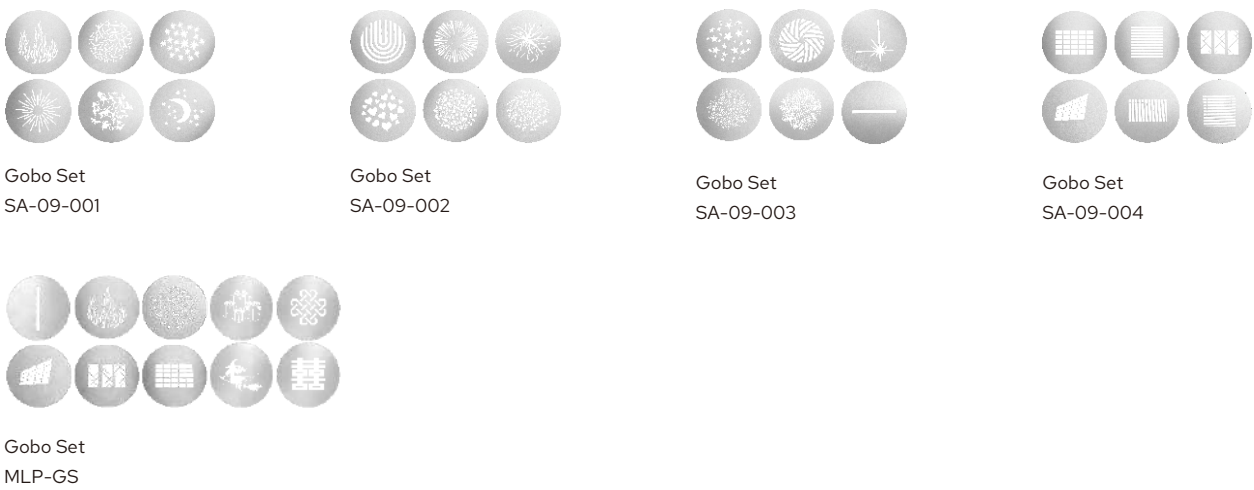 Gobo Set
SA-09-001
Gobo Set
SA-09-002
Gobo Set
SA-09-003
Gobo Set
SA-09-004
囍
Gobo Set
MLP-GS